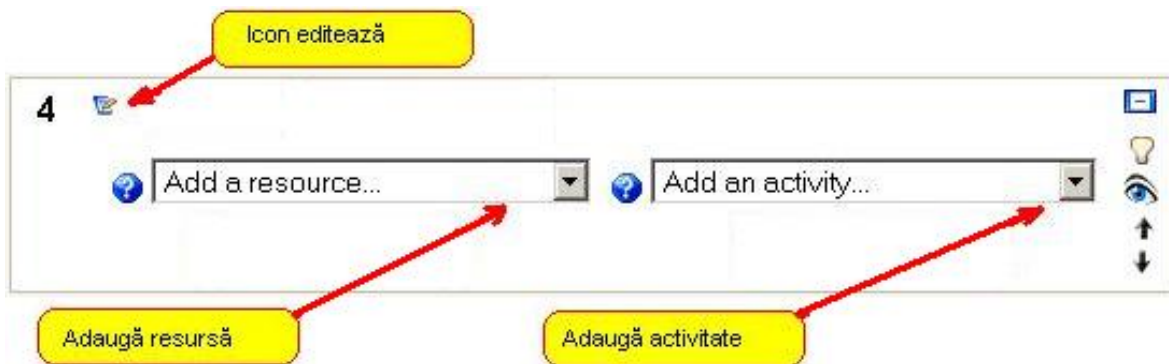 Icon editează
4
Add a resource... Add an activity...
Adaugă resursă Adaugă activitate